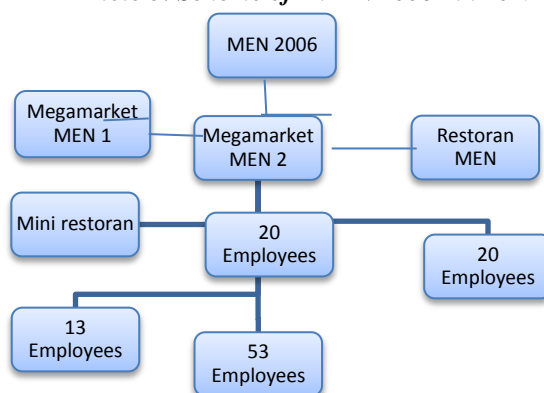 MEN 2006
Megamarket
MEN 1
Megamarket
MEN 2
Restoran
MEN
Mini restoran
20
Employees
20
Employees
13
Employees
53
Employees